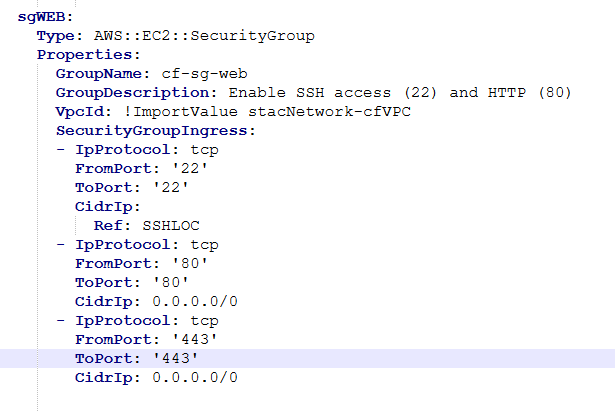 sgWEB:
Type: AWS::EC2::SecurityGroup
Properties:
GroupName: cf-sg-web
GroupDescription: Enable SSH access (22) and HTTP (80)
VpcId: !ImportValue stacNetwork-cfVPC
SecurityGroupIngress:
- IpProtocol: tcp
FromPort: '22'
ToPort: '22'
CidrIp:
Ref: SSHLOC
- IpProtocol: tcp
FromPort: '80'
ToPort: '80'
CidrIp: 0.0.0.0/0
- IpProtocol: tcp
FromPort: '443'
ToPort: '443'
CidrIp: 0.0.0.0/0